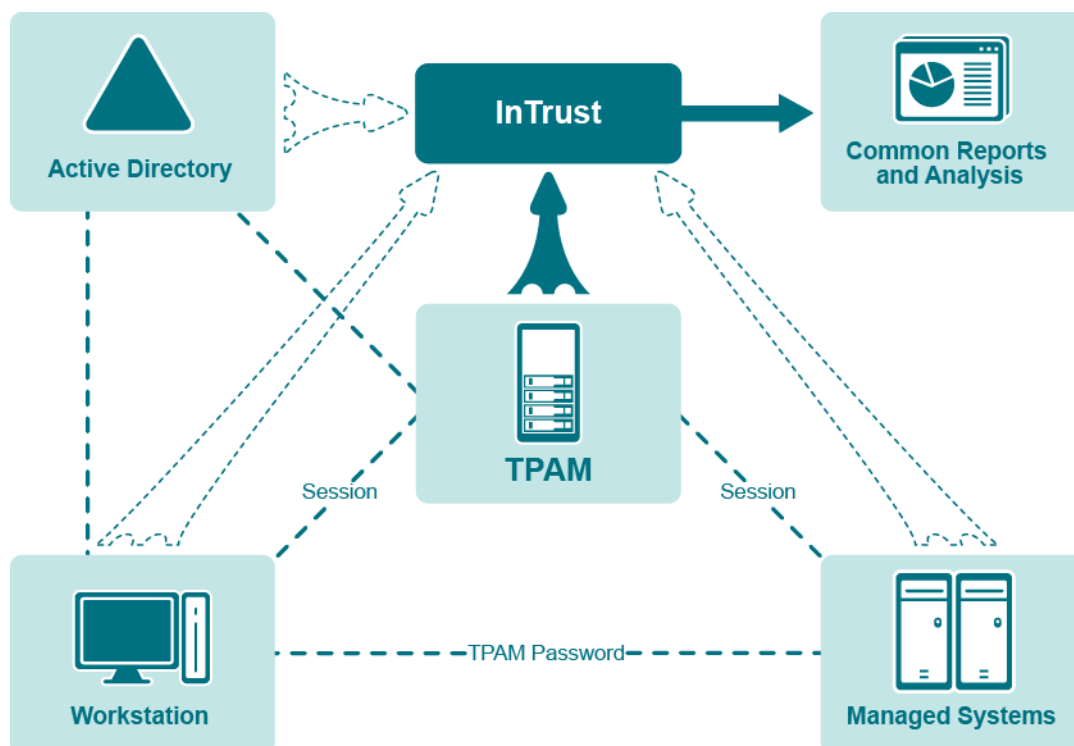 InTrust
Active Directory
Common Reports
and Analysis
TPAM
Session
Session
TPAM Password
Workstation
Managed Systems